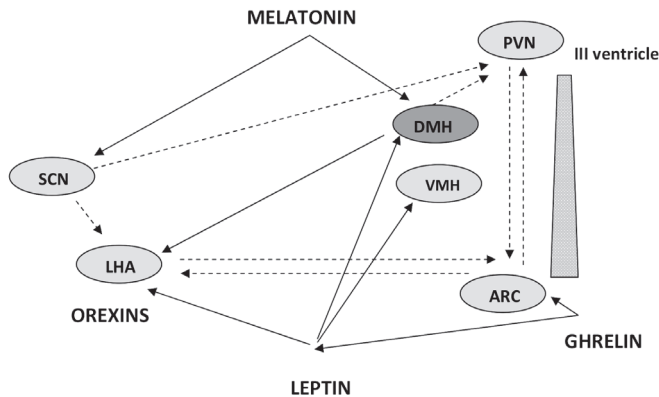 MELATONIN
PVN
III ventricle
DMH
SCN
VMH
LHA
ARC
OREXINS
GHRELIN
LEPTIN